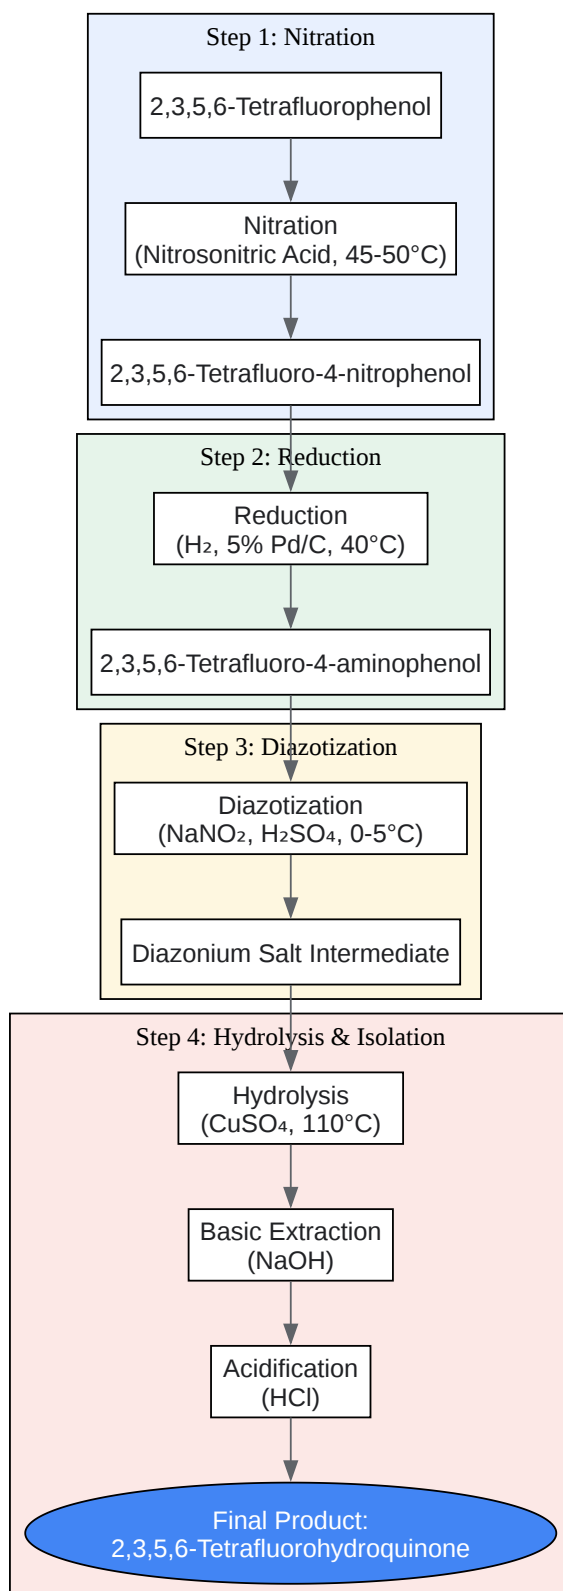 Step 1: Nitration
2,3,5,6-Tetrafluorophenol
Nitration
(Nitrosonitric Acid, 45-50°C)
2,3,5,6-Tetrafluoro-4-nitrophenol
Step 2: Reduction
Reduction
(H₂, 5% Pd/C, 40°C)
2,3,5,6-Tetrafluoro-4-aminophenol
Step 3: Diazotization
Diazotization
(NaNO₂, H₂SO₄, 0-5°C)
Diazonium Salt Intermediate
Step 4: Hydrolysis & Isolation
Hydrolysis
(CuSO₄, 110°C)
Basic Extraction
(NaOH)
Acidification
(HCl)
Final Product:
2,3,5,6-Tetrafluorohydroquinone